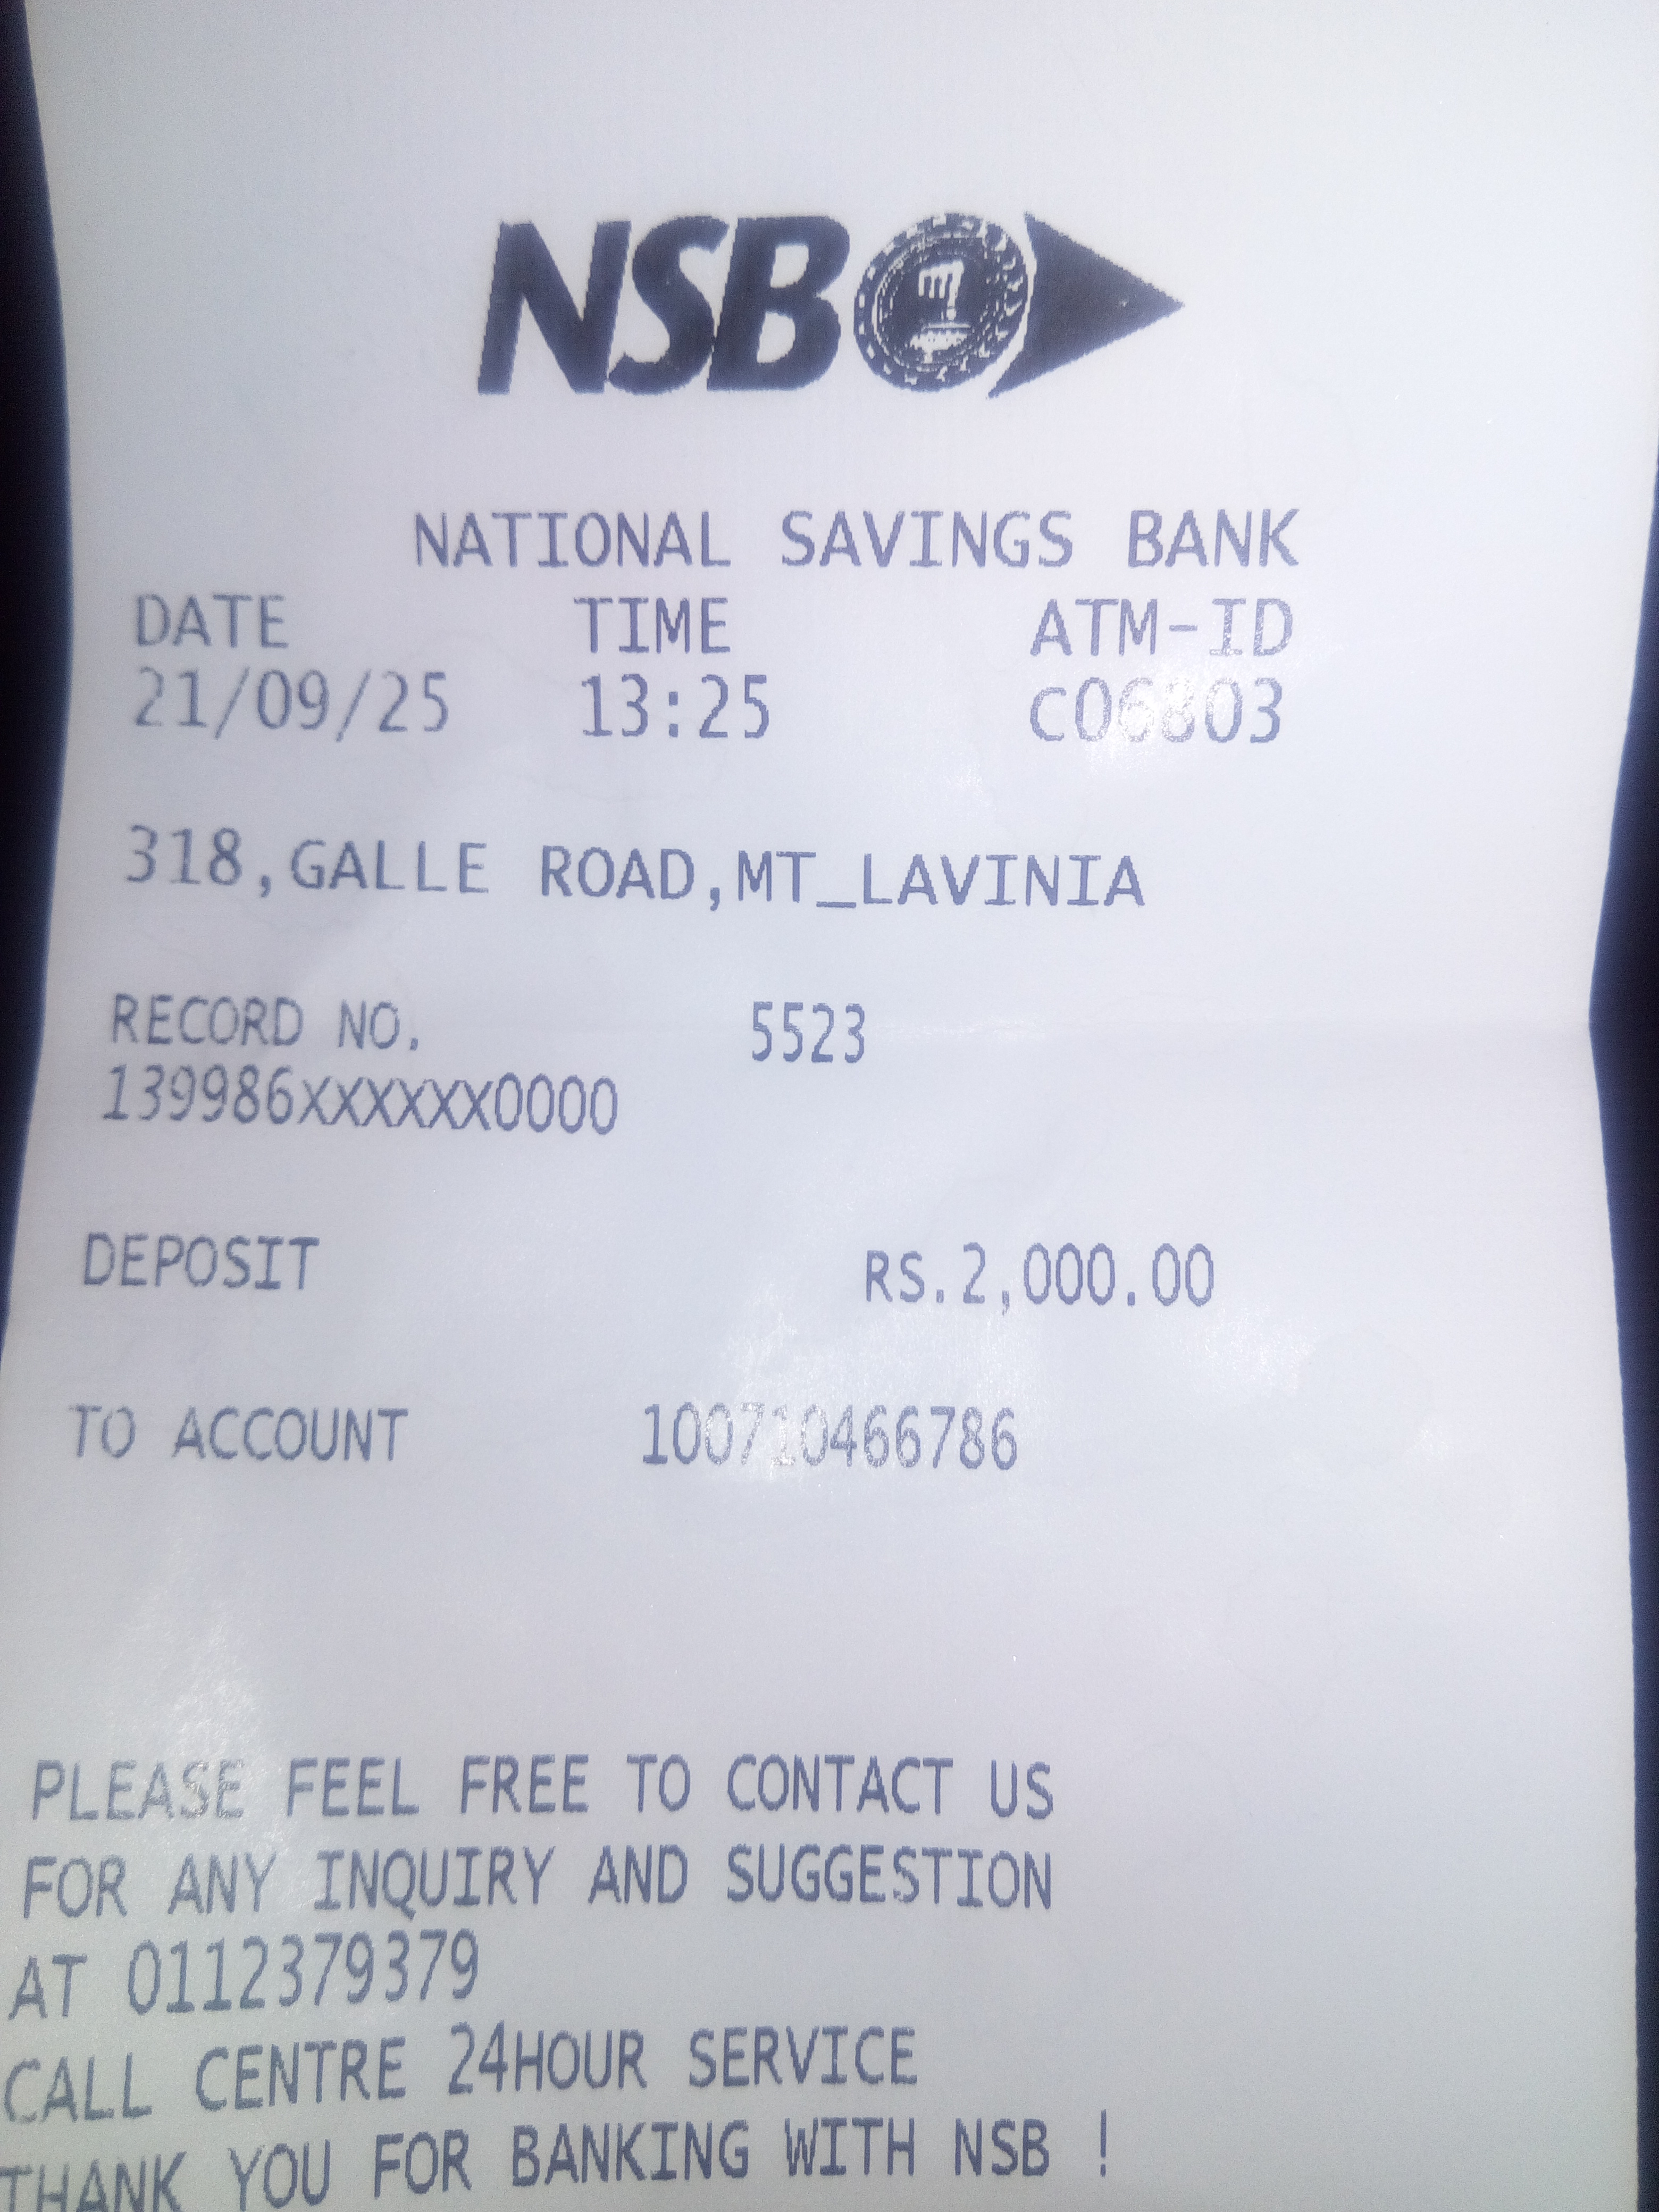 NSB
NATIONAL SAVINGS BANK
DATE TIME ATM-ID
21/09/25 13:25 C06803
318,GALLE ROAD,MT_LAVINIA
RECORD NO. 5523
139986XXXXXX0000
DEPOSIT RS.2,000.00
TO ACCOUNT 100710466786
PLEASE FEEL FREE TO CONTACT US
FOR ANY INQUIRY AND SUGGESTION
AT 0112379379
CALL CENTRE 24HOUR SERVICE
THANK YOU FOR BANKING WITH NSB !